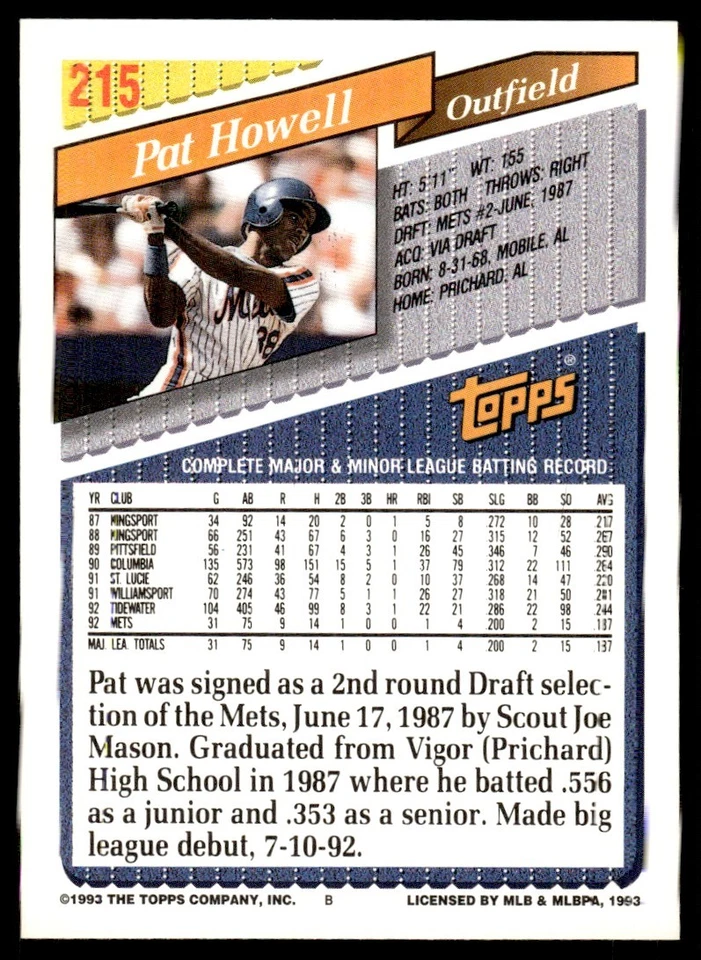 215
Pat Howell
Outfield
HT: 5'11" WT: 155
BATS: BOTH THROWS: RIGHT
DRFT: METS #2-JUNE, 1987
ACQ: VIA DRAFT
BORN: 8-31-68, MOBILE, AL
HOME: PRICHARD, AL
Mets
38
topps®
COMPLETE MAJOR & MINOR LEAGUE BATTING RECORD
YR CLUB G AB R H 2B 3B HR RBI SB SLG BB SO AVG
87 KINGSPORT 34 92 14 20 2 0 1 5 8 .272 10 28 .217
88 KINGSPORT 66 251 43 67 6 3 0 16 27 .315 12 52 .267
89 PITTSFIELD 56 231 41 67 4 3 1 26 45 .346 7 46 .290
90 COLUMBIA 135 573 98 151 15 5 1 37 79 .312 22 111 .264
91 ST. LUCIE 62 246 36 54 8 2 0 10 37 .268 14 47 .220
91 WILLIAMSPORT 70 274 43 77 5 1 1 26 27 .318 21 50 .281
92 TIDEWATER 104 405 46 99 8 3 1 22 21 .286 22 98 .244
92 METS 31 75 9 14 1 0 0 1 4 .200 2 15 .187
MAJ. LEA. TOTALS 31 75 9 14 1 0 0 1 4 .200 2 15 .187
Pat was signed as a 2nd round Draft selec-
tion of the Mets, June 17, 1987 by Scout Joe
Mason. Graduated from Vigor (Prichard)
High School in 1987 where he batted .556
as a junior and .353 as a senior. Made big
league debut, 7-10-92.
©1993 THE TOPPS COMPANY, INC. B LICENSED BY MLB & MLBPA, 1993